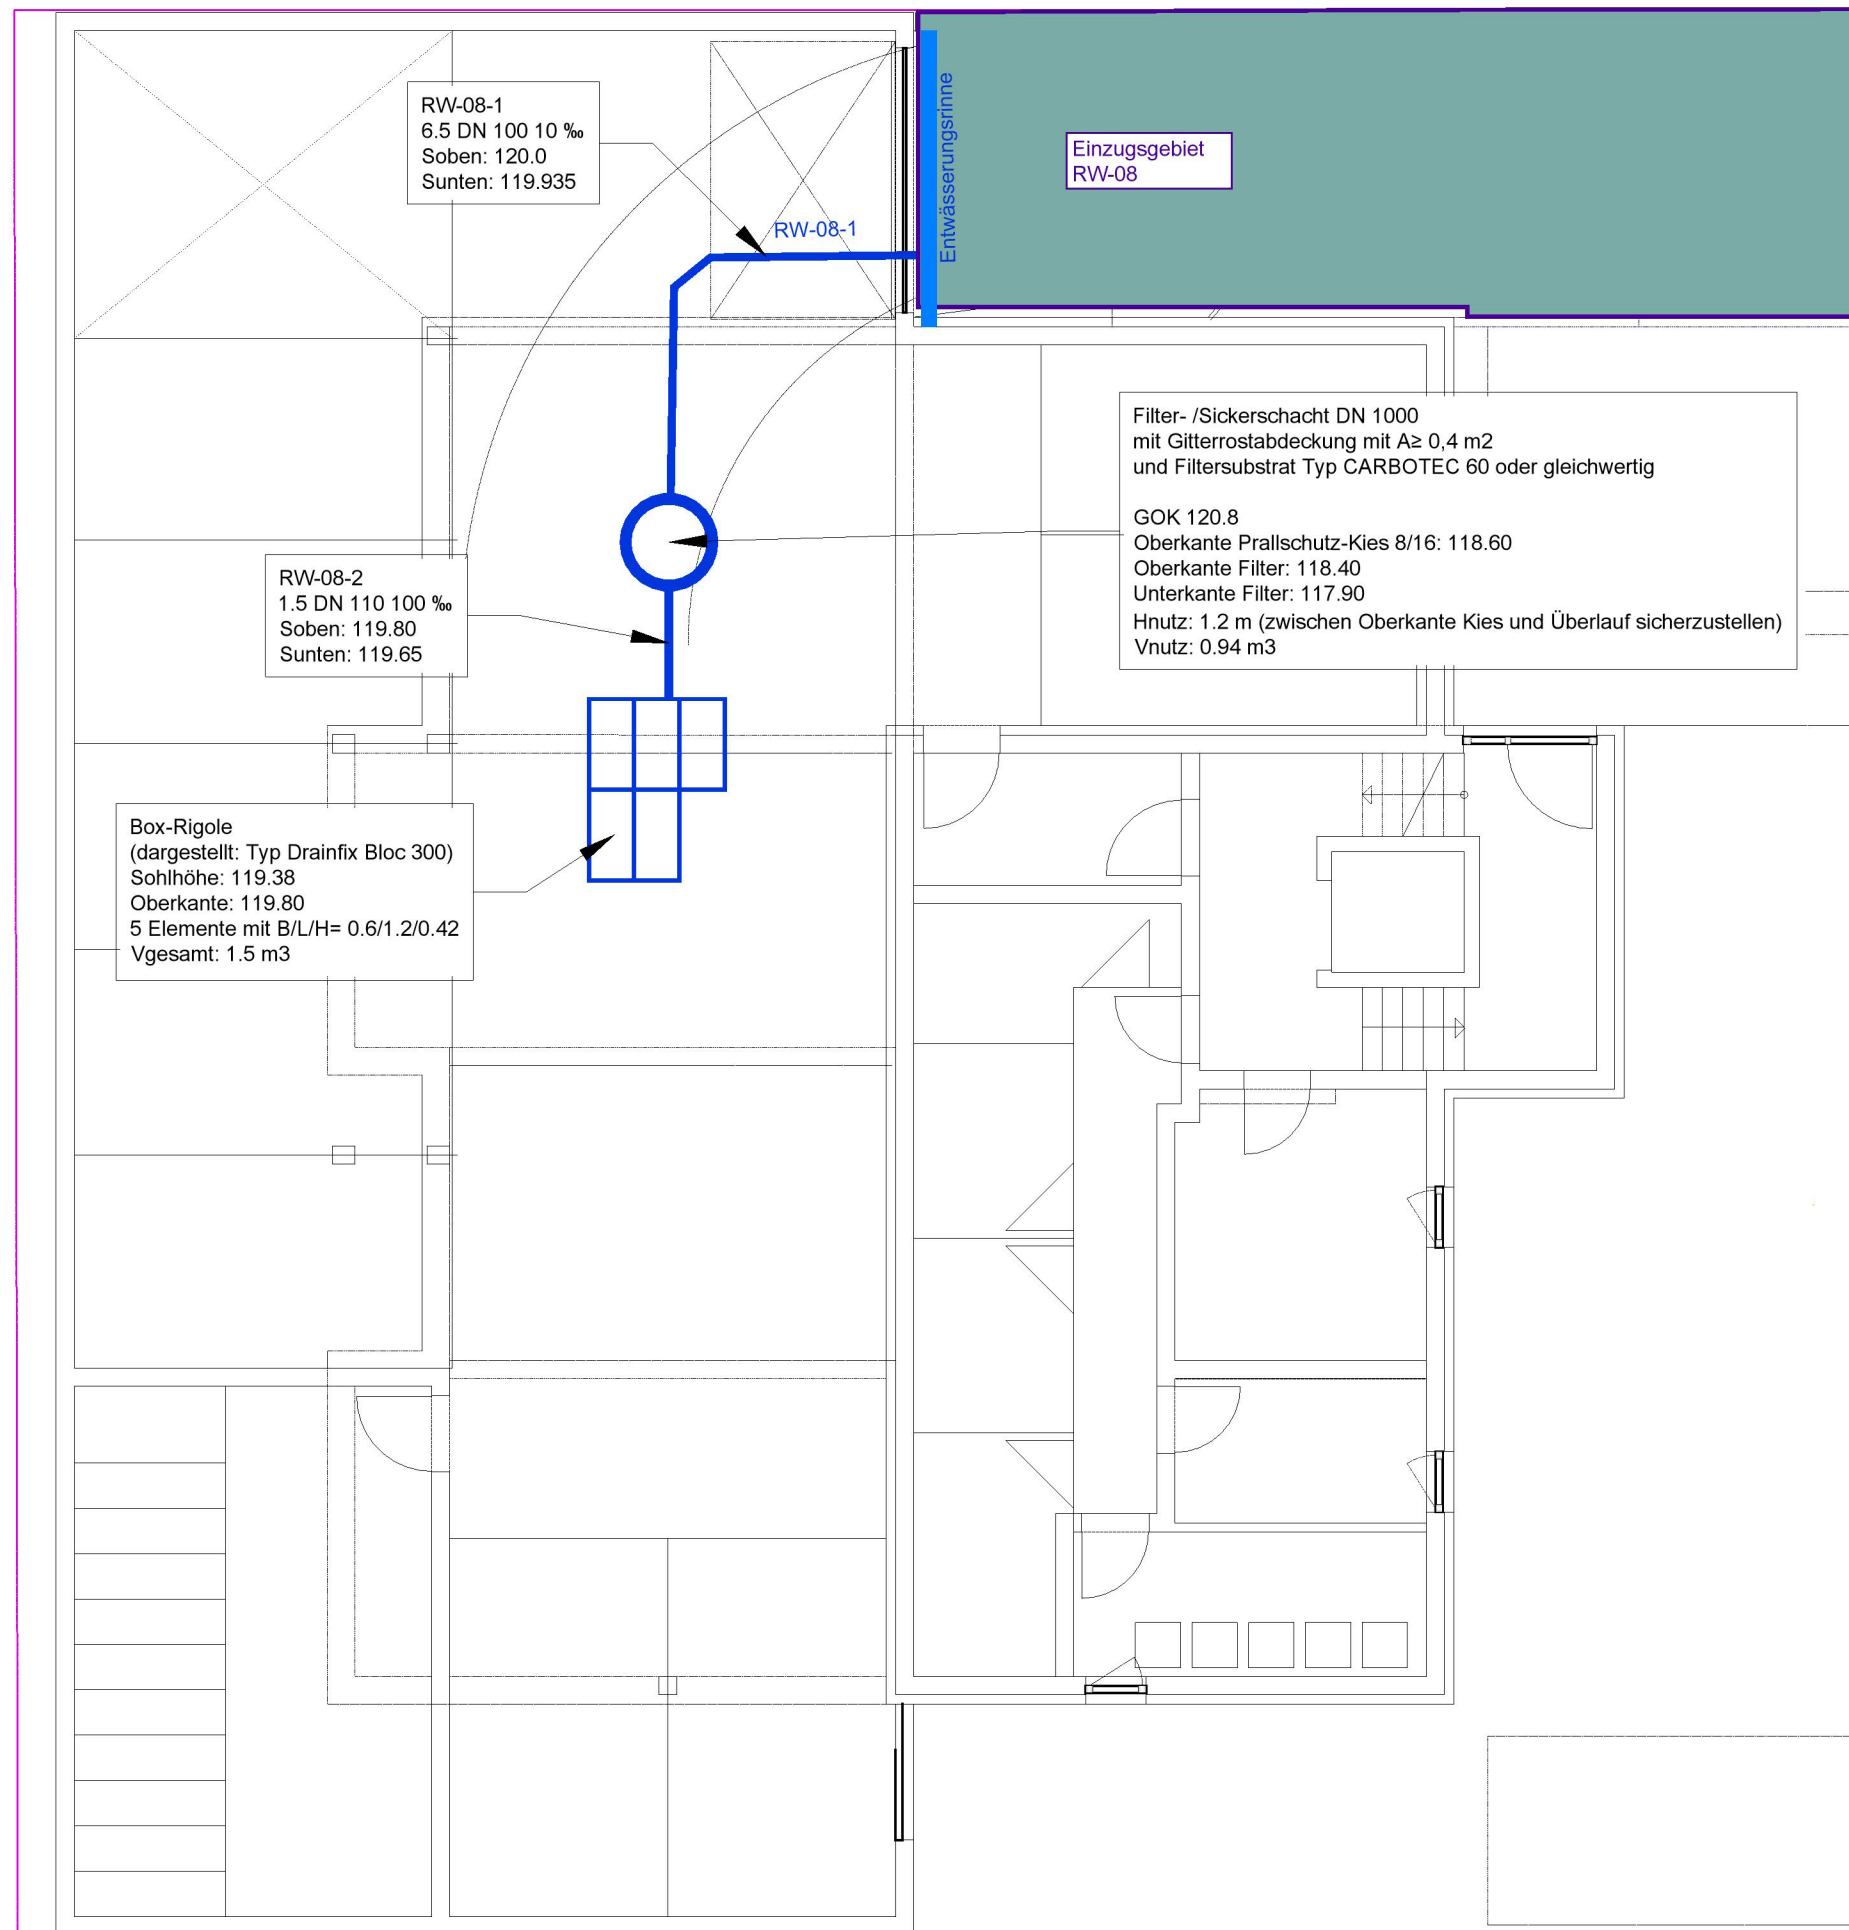 RW-08-1
6.5 DN 100 10 ‰
Soben: 120.0
Sunten: 119.935
RW-08-1
Entwässerungsrinne
Einzugsgebiet
RW-08
Filter- /Sickerschacht DN 1000
mit Gitterrostabdeckung mit A≥ 0,4 m2
und Filtersubstrat Typ CARBOTEC 60 oder gleichwertig
GOK 120.8
Oberkante Prallschutz-Kies 8/16: 118.60
Oberkante Filter: 118.40
Unterkante Filter: 117.90
Hnutz: 1.2 m (zwischen Oberkante Kies und Überlauf sicherzustellen)
Vnutz: 0.94 m3
RW-08-2
1.5 DN 110 100 ‰
Soben: 119.80
Sunten: 119.65
Box-Rigole
(dargestellt: Typ Drainfix Bloc 300)
Sohlhöhe: 119.38
Oberkante: 119.80
5 Elemente mit B/L/H= 0.6/1.2/0.42
Vgesamt: 1.5 m3